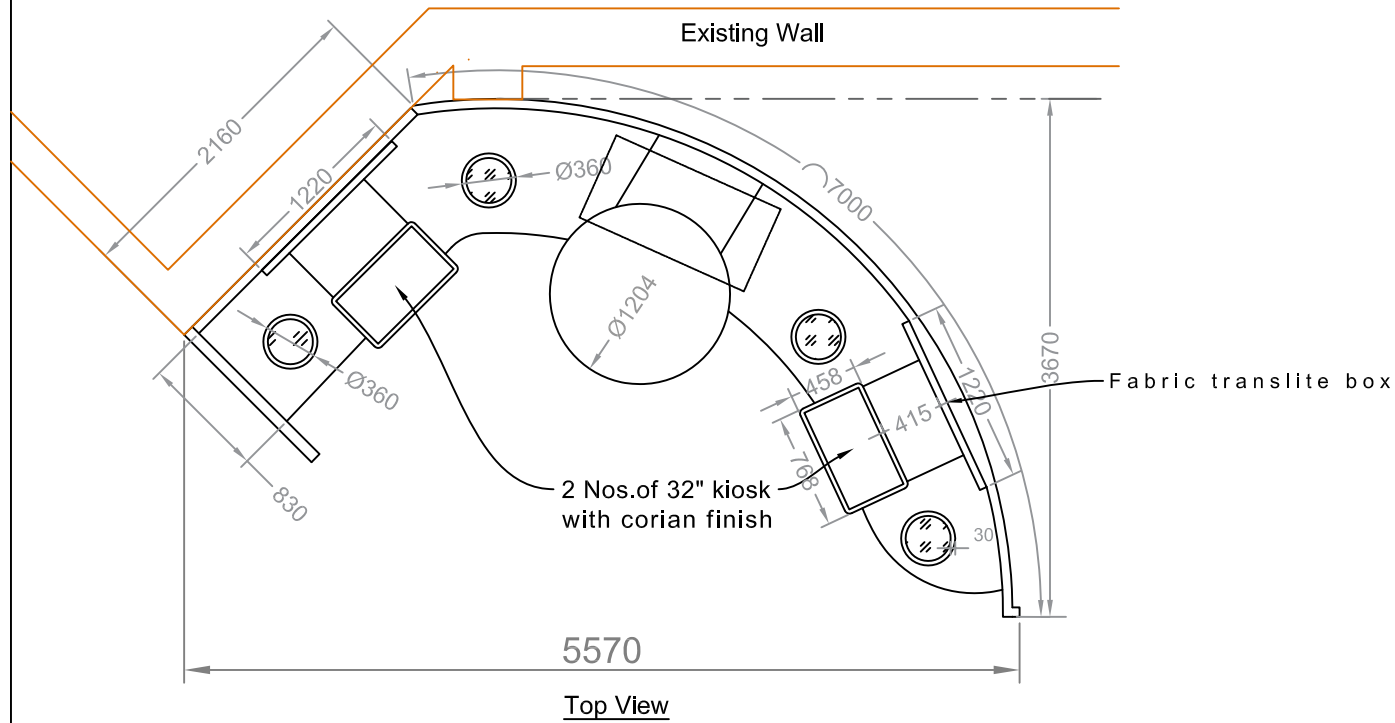 Existing Wall
2160
1220
Ø360
7000
Ø1204
3670
458
1220
Fabric translite box
Ø360
415
768
2 Nos.of 32" kiosk
with corian finish
830
30
5570
Top View